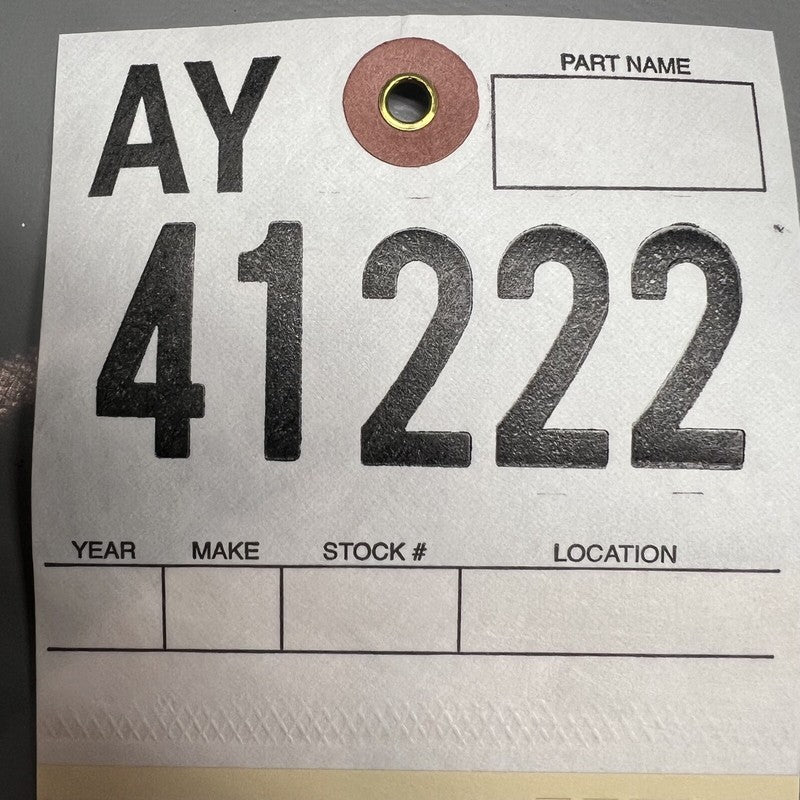 AY
PART NAME
41222
YEAR MAKE STOCK # LOCATION